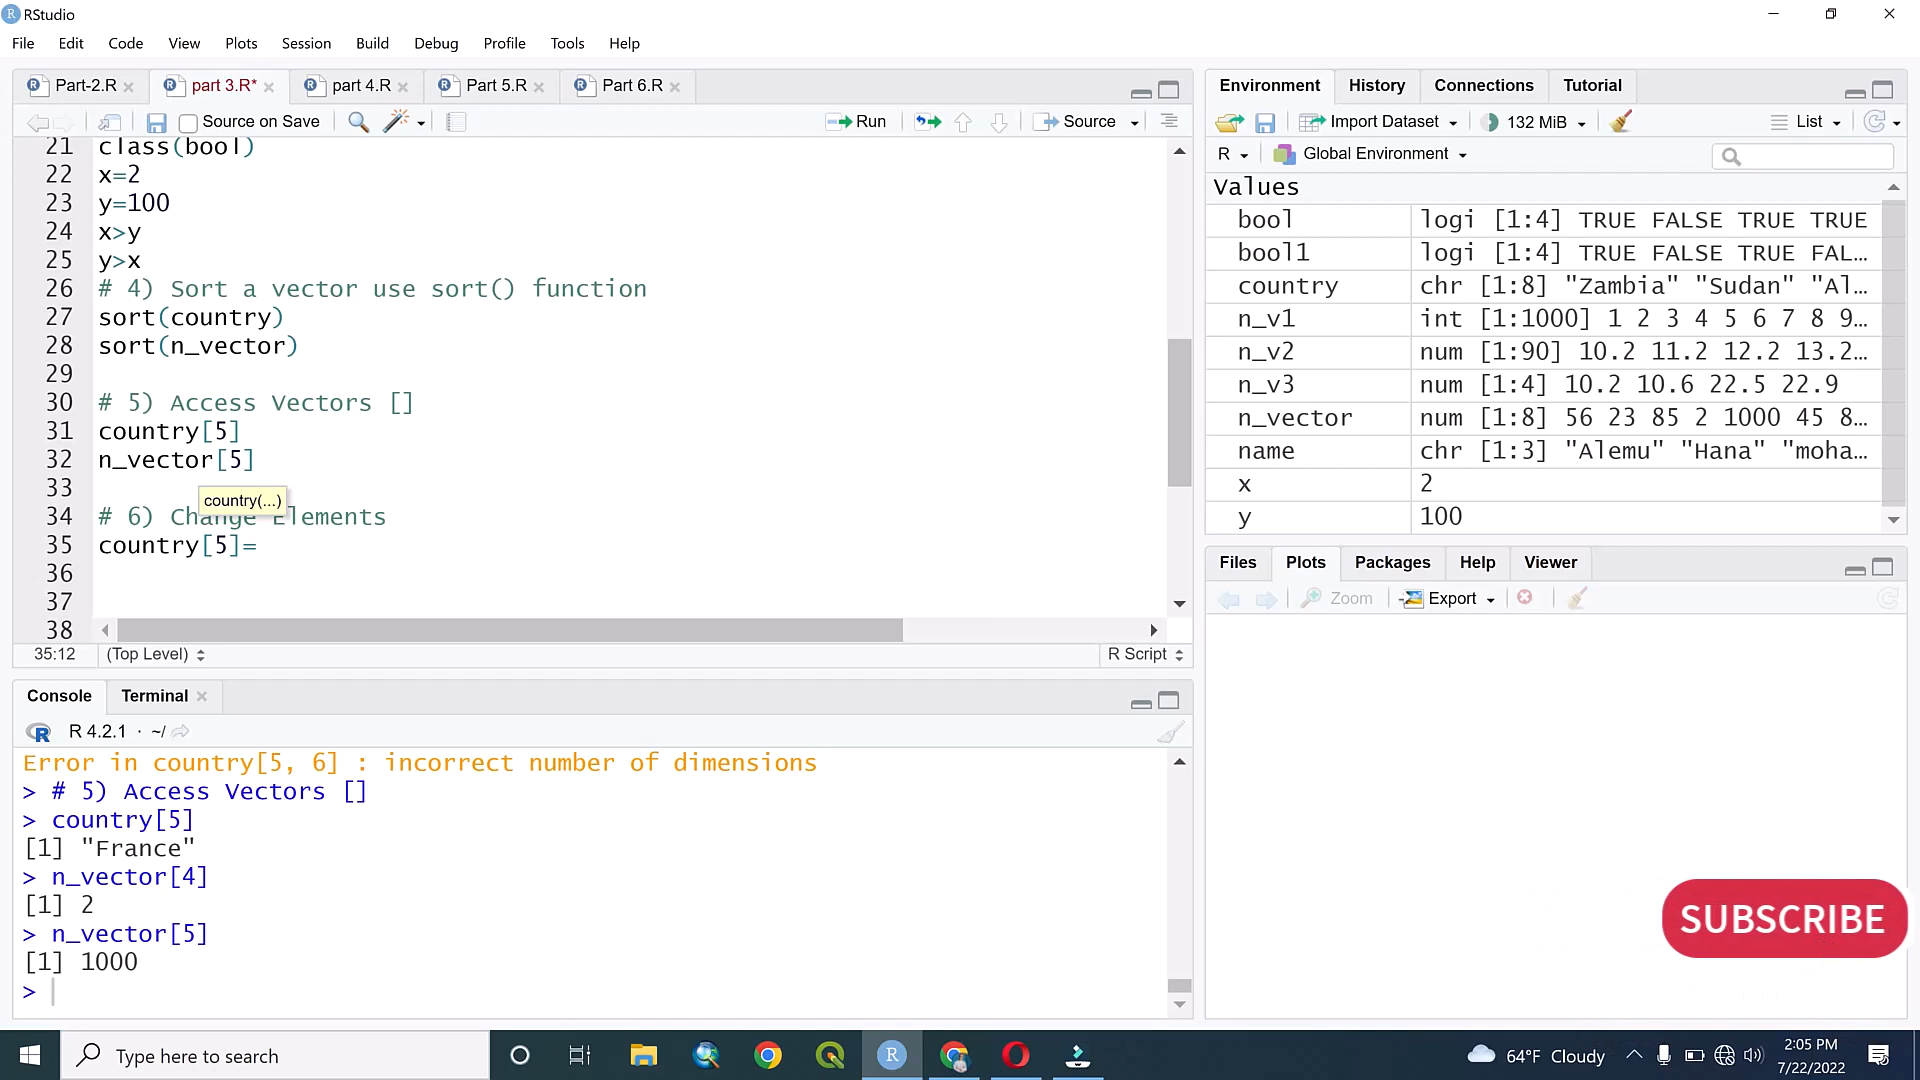 RStudio
File Edit Code View Plots Session Build Debug Profile Tools Help
Part-2.R part 3.R* part 4.R Part 5.R Part 6.R
Source on Save Run Source
21 class(bool)
22 x=2
23 y=100
24 x>y
25 y>x
26 # 4) Sort a vector use sort() function
27 sort(country)
28 sort(n_vector)
29
30 # 5) Access Vectors []
31 country[5]
32 n_vector[5]
33
country(...)
34 # 6) Change Elements
35 country[5]=
36
37
38
35:12 (Top Level) R Script
Console Terminal
R 4.2.1 · ~/
Error in country[5, 6] : incorrect number of dimensions
> # 5) Access Vectors []
> country[5]
[1] "France"
> n_vector[4]
[1] 2
> n_vector[5]
[1] 1000
>
Environment History Connections Tutorial
Import Dataset 132 MiB List
R Global Environment
Values
bool logi [1:4] TRUE FALSE TRUE TRUE
bool1 logi [1:4] TRUE FALSE TRUE FAL…
country chr [1:8] "Zambia" "Sudan" "Al…
n_v1 int [1:1000] 1 2 3 4 5 6 7 8 9…
n_v2 num [1:90] 10.2 11.2 12.2 13.2…
n_v3 num [1:4] 10.2 10.6 22.5 22.9
n_vector num [1:8] 56 23 85 2 1000 45 8…
name chr [1:3] "Alemu" "Hana" "moha…
x 2
y 100
Files Plots Packages Help Viewer
Zoom Export
SUBSCRIBE
Type here to search
64°F Cloudy
2:05 PM
7/22/2022